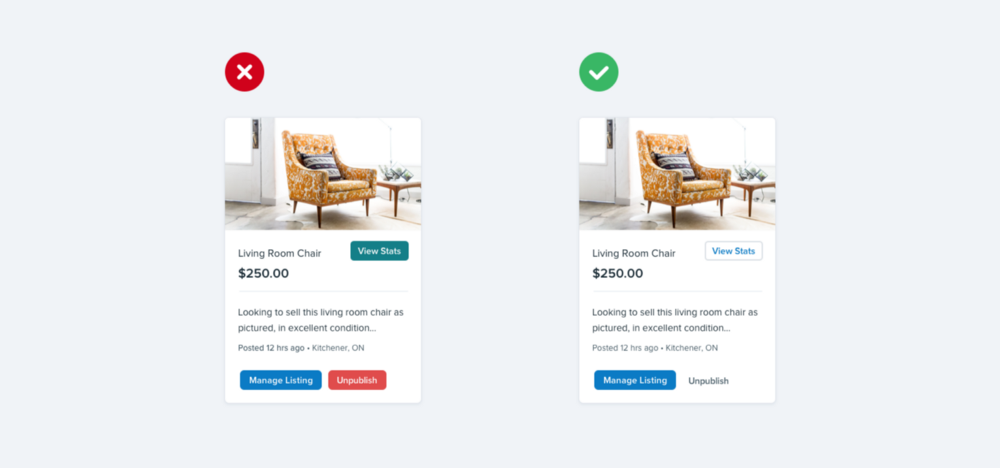 Living Room Chair
View Stats
$250.00
Looking to sell this living room chair as
pictured, in excellent condition...
Posted 12 hrs ago • Kitchener, ON
Manage Listing
Unpublish
Living Room Chair
View Stats
$250.00
Looking to sell this living room chair as
pictured, in excellent condition...
Posted 12 hrs ago • Kitchener, ON
Manage Listing
Unpublish